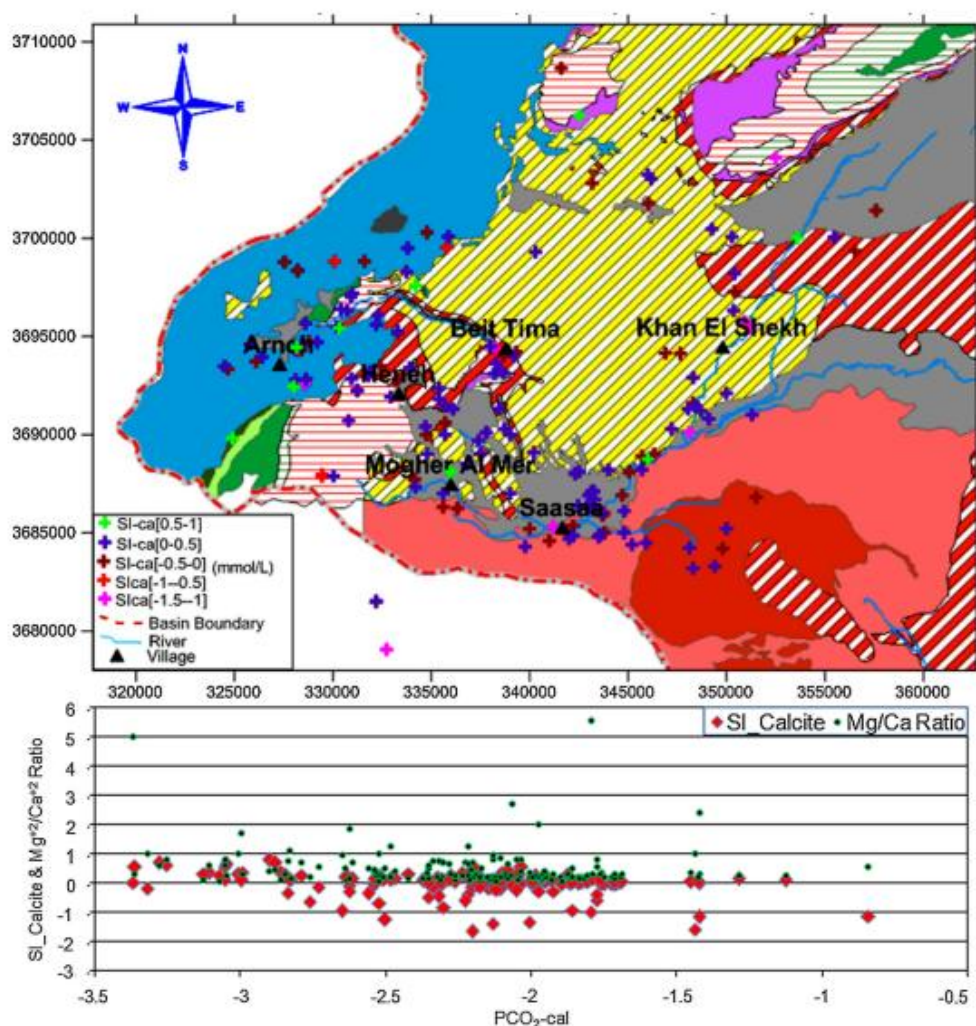 3710000
3705000
3700000
3695000
3690000
3685000
3680000
N
W E
S
Beit Tima
Khan El Shekh
Arneh
Heneh
Mogher Al Mer
Saasaa
SI-ca[0.5-1]
SI-ca[0-0.5]
SI-ca[-0.5-0] (mmol/L)
SIca[-1--0.5]
SIca[-1.5--1]
Basin Boundary
River
Village
320000 325000 330000 335000 340000 345000 350000 355000 360000
SI_Calcite Mg/Ca Ratio
SI_Calcite & Mg⁺²/Ca⁺² Ratio
6
5
4
3
2
1
0
-1
-2
-3
-3.5 -3 -2.5 -2 -1.5 -1 -0.5
PCO₂-cal